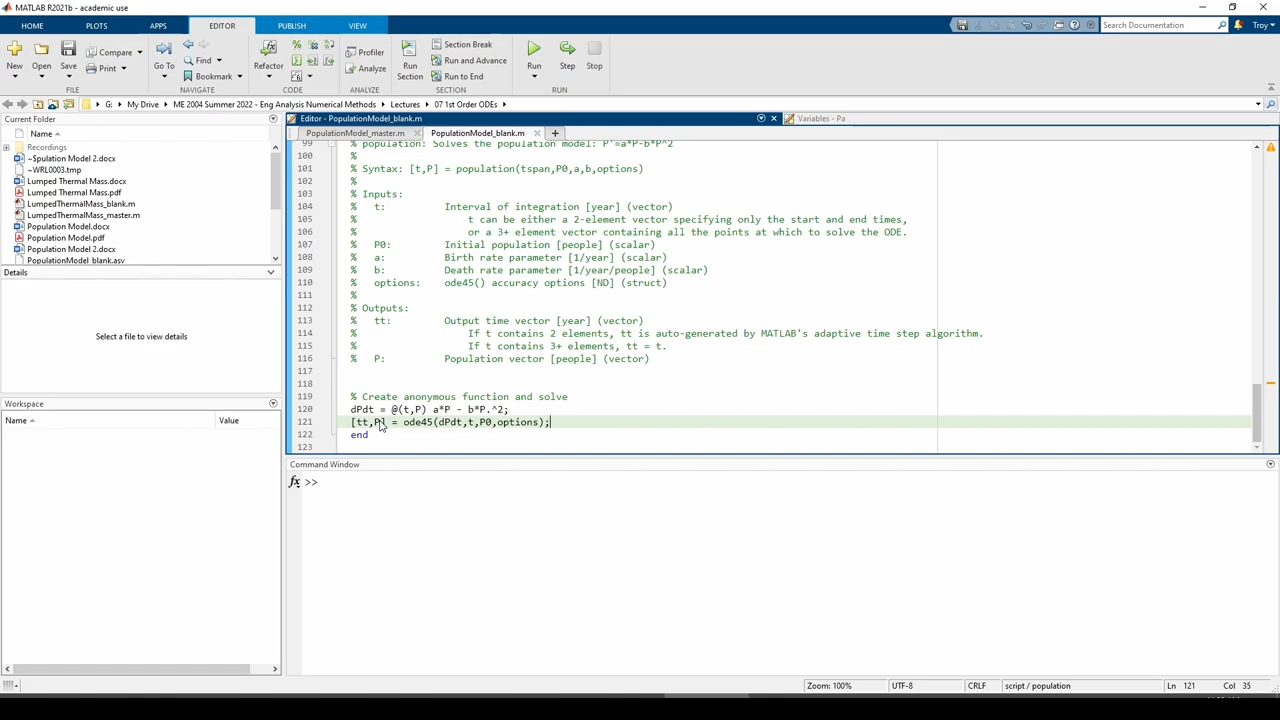 MATLAB R2021b - academic use
HOME PLOTS APPS EDITOR PUBLISH VIEW
Search Documentation
Troy
New Open Save Compare Print
Go To Find Bookmark
Refactor
Profiler
Analyze
Run Section
Section Break
Run and Advance
Run to End
Run Step Stop
FILE NAVIGATE CODE ANALYZE SECTION RUN
G: My Drive ME 2004 Summer 2022 - Eng Analysis Numerical Methods Lectures 07 1st Order ODEs
Current Folder
Name
Recordings
~$pulation Model 2.docx
~WRL0003.tmp
Lumped Thermal Mass.docx
Lumped Thermal Mass.pdf
LumpedThermalMass_blank.m
LumpedThermalMass_master.m
Population Model.docx
Population Model.pdf
Population Model 2.docx
PopulationModel_blank.asv
Details
Select a file to view details
Workspace
Name Value
Editor - PopulationModel_blank.m
Variables - Pa
PopulationModel_master.m
PopulationModel_blank.m
99 % population: Solves the population model: P'=a*P-b*P^2
100 %
101 % Syntax: [t,P] = population(tspan,P0,a,b,options)
102 %
103 % Inputs:
104 % t: Interval of integration [year] (vector)
105 % t can be either a 2-element vector specifying only the start and end times,
106 % or a 3+ element vector containing all the points at which to solve the ODE.
107 % P0: Initial population [people] (scalar)
108 % a: Birth rate parameter [1/year] (scalar)
109 % b: Death rate parameter [1/year/people] (scalar)
110 % options: ode45() accuracy options [ND] (struct)
111 %
112 % Outputs:
113 % tt: Output time vector [year] (vector)
114 % If t contains 2 elements, tt is auto-generated by MATLAB's adaptive time step algorithm.
115 % If t contains 3+ elements, tt = t.
116 % P: Population vector [people] (vector)
117
118
119 % Create anonymous function and solve
120 dPdt = @(t,P) a*P - b*P.^2;
121 [tt,P] = ode45(dPdt,t,P0,options);
122 end
123
Command Window
fx >>
Zoom: 100% UTF-8 CRLF script / population Ln 121 Col 35